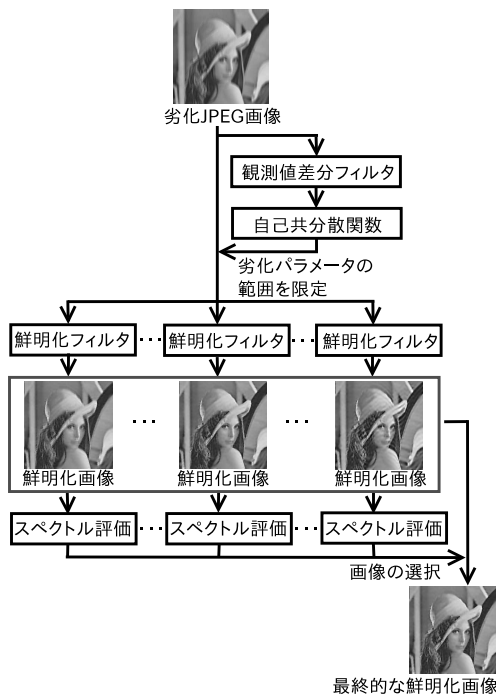 劣化JPEG画像
観測値差分フィルタ
自己共分散関数
劣化パラメータの
範囲を限定
鮮明化フィルタ ・・・ 鮮明化フィルタ ・・・ 鮮明化フィルタ
・・・ ・・・
鮮明化画像 鮮明化画像 鮮明化画像
スペクトル評価 ・・・ スペクトル評価 ・・・ スペクトル評価
画像の選択
最終的な鮮明化画像